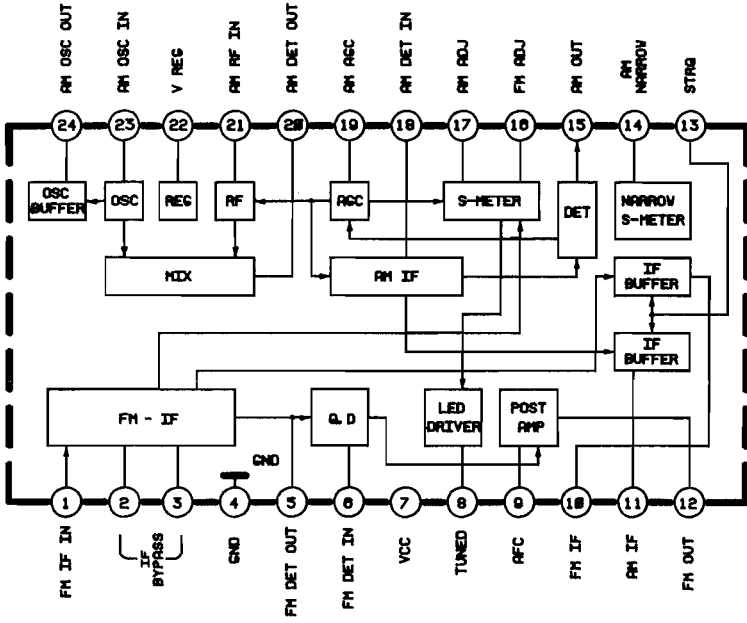 AM OSC OUT
AM OSC IN
V REG
AM RF IN
AM DET OUT
AM AGC
AM DET IN
AM ADJ
FM ADJ
AM OUT
AM
NARROW
STRQ
24
23
22
21
20
19
18
17
16
15
14
13
OSC
BUFFER
OSC
REG
RF
AGC
S-METER
DET
NARROW
S-METER
MIX
AM IF
IF
BUFFER
IF
BUFFER
FM - IF
Q.D
LED
DRIVER
POST
AMP
GND
1
2
3
4
5
6
7
8
9
10
11
12
FM IF IN
IF
BYPASS
GND
FM DET OUT
FM DET IN
VCC
TUNED
AFC
FM IF
AM IF
FM OUT